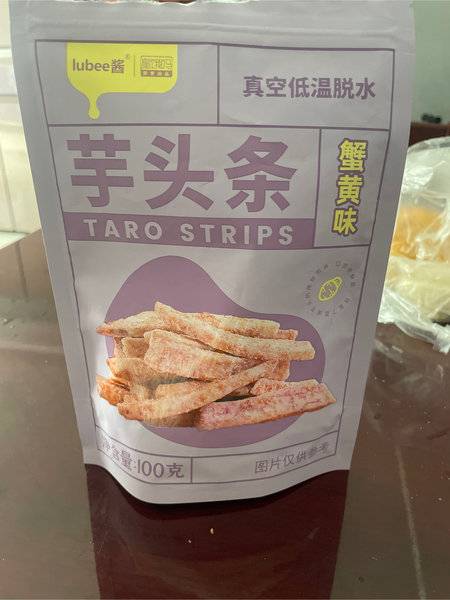 lubee酱®
真空低温脱水
芋头条
TARO STRIPS
蟹黄味
净含量:100克
图片仅供参考